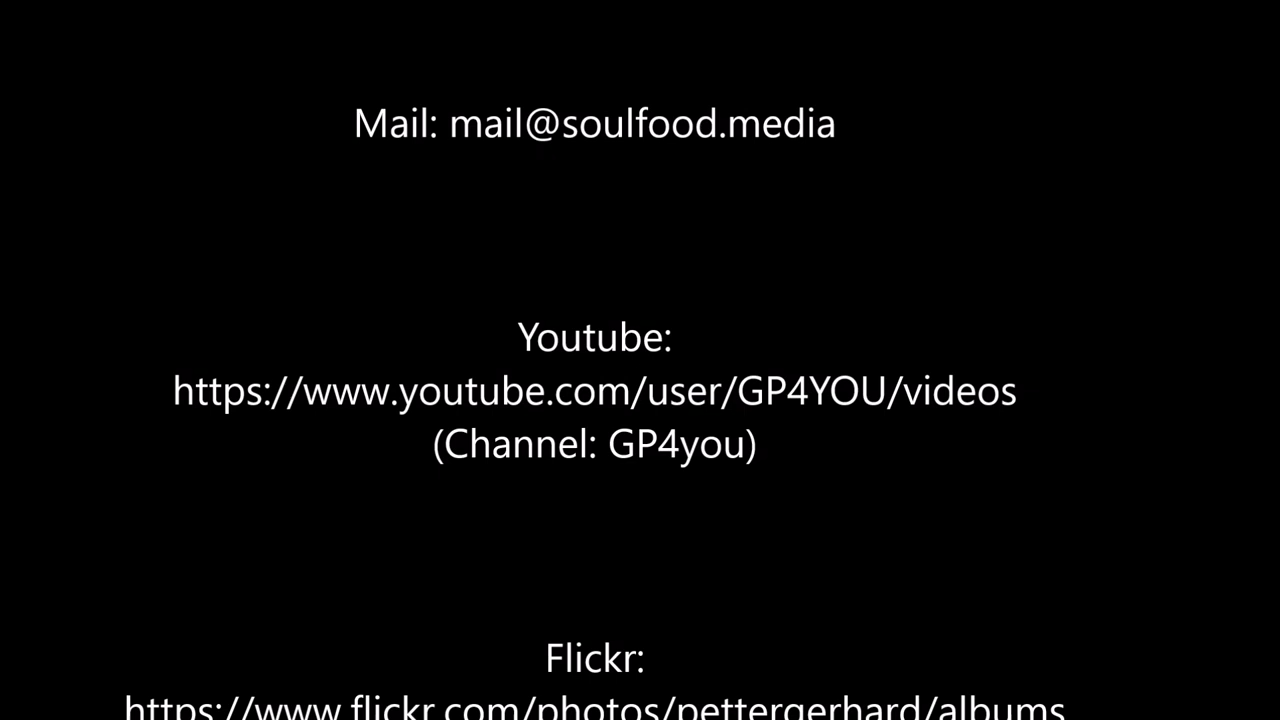 Mail: mail@soulfood.media
Youtube:
https://www.youtube.com/user/GP4YOU/videos
(Channel: GP4you)
Flickr:
https://www.flickr.com/photos/pettergerhard/albums